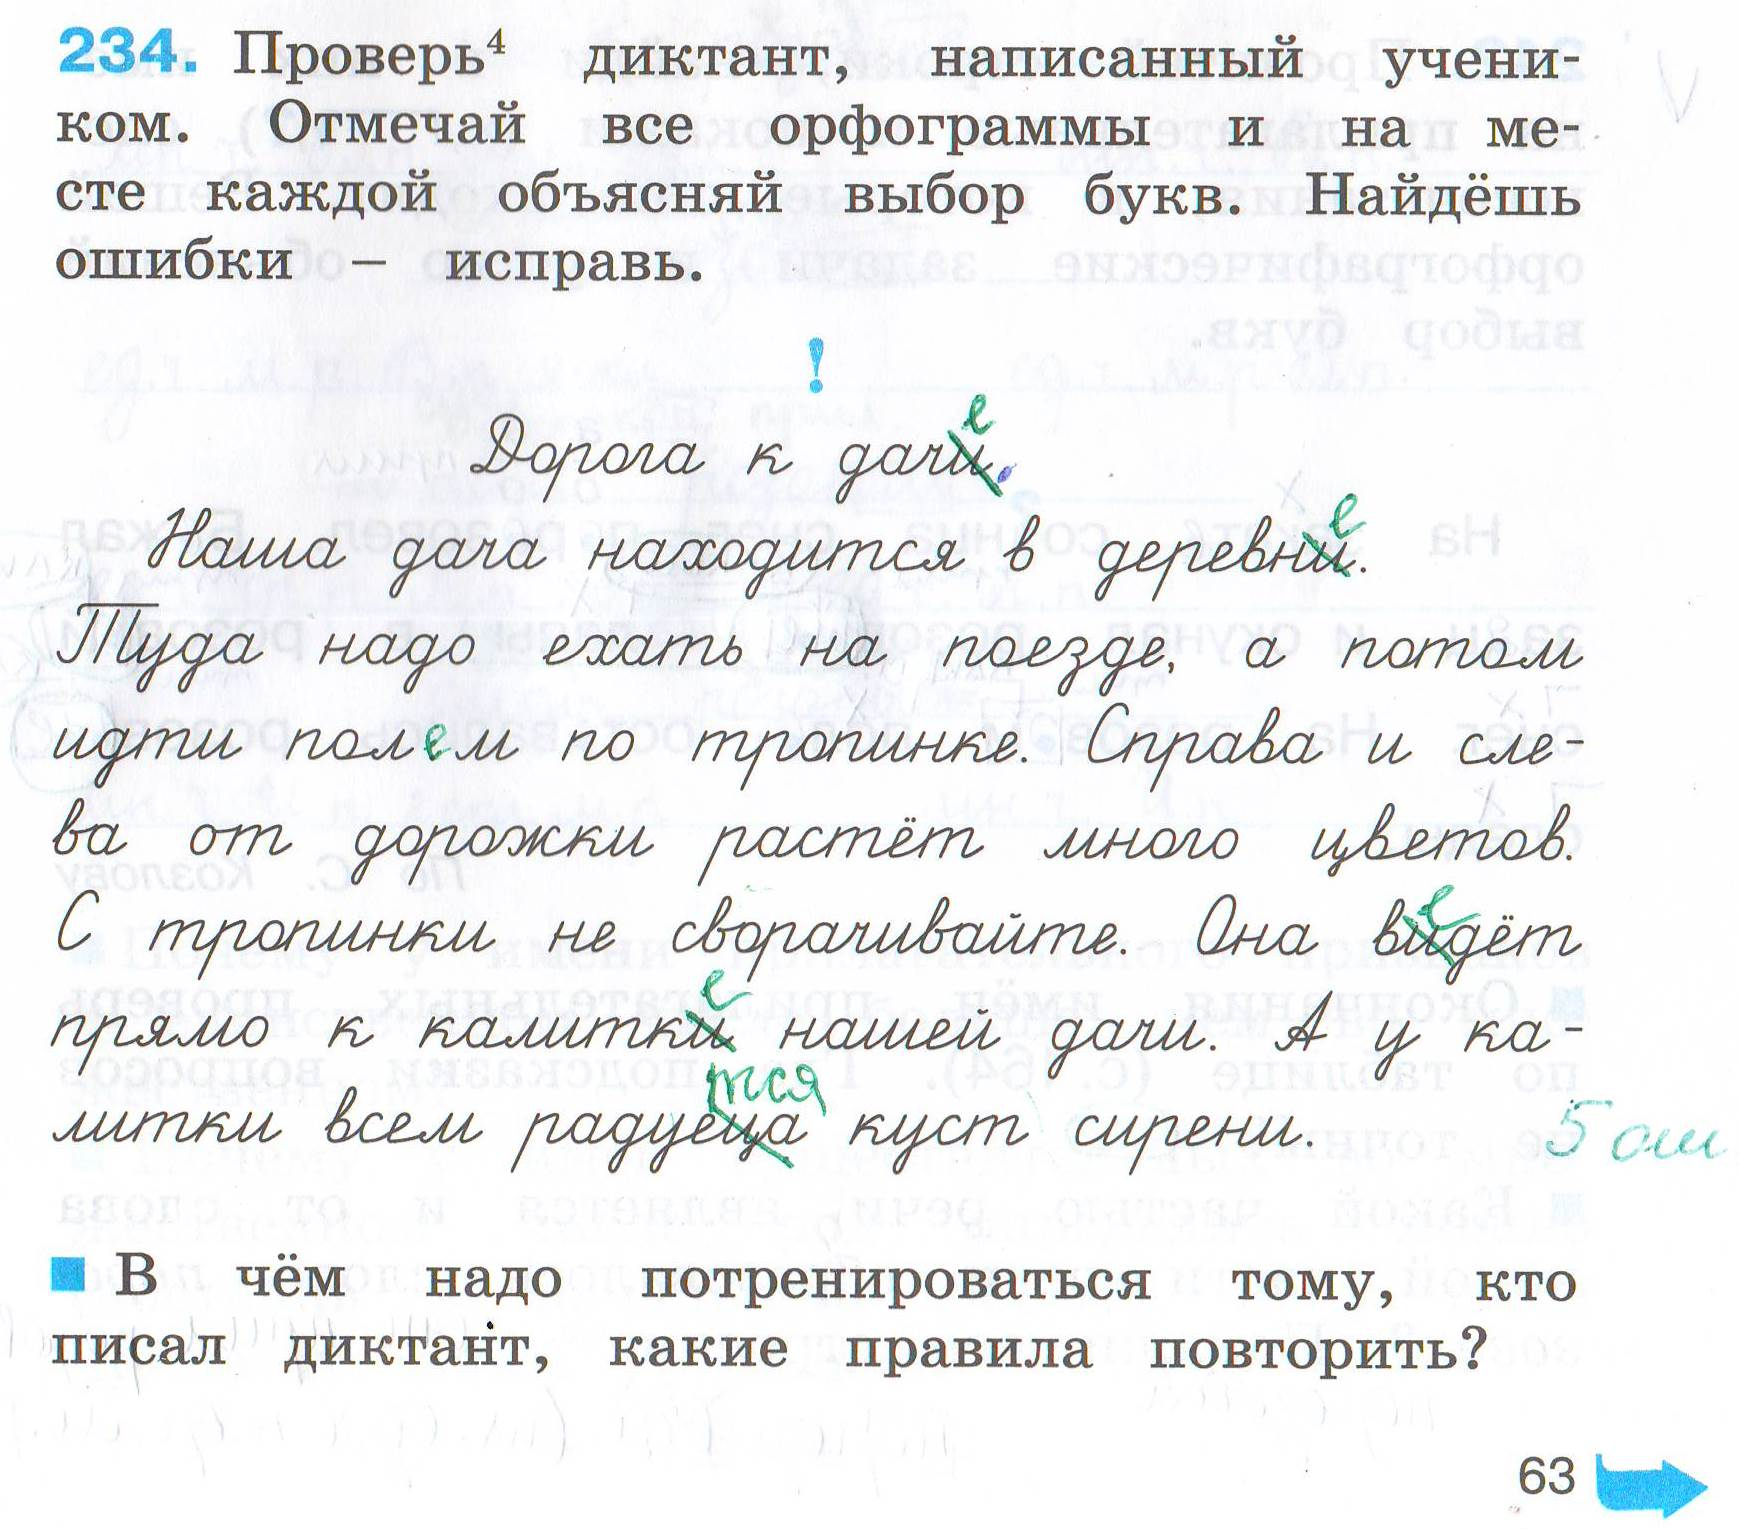 234. Проверь⁴ диктант, написанный учени-
ком. Отмечай все орфограммы и на ме-
сте каждой объясняй выбор букв. Найдёшь
ошибки – исправь.
!
е
Дорога к дачи.
е
Наша дача находится в деревни.
Туда надо ехать на поезде, а потом
идти полем по тропинке. Справа и сле-
ва от дорожки растёт много цветов.
е
С тропинки не сворачивайте. Она видёт
е
прямо к калитки нашей дачи. А у ка-
тся
литки всем радуеца куст сирени.
5 ош
В чём надо потренироваться тому, кто
писал диктант, какие правила повторить?
63